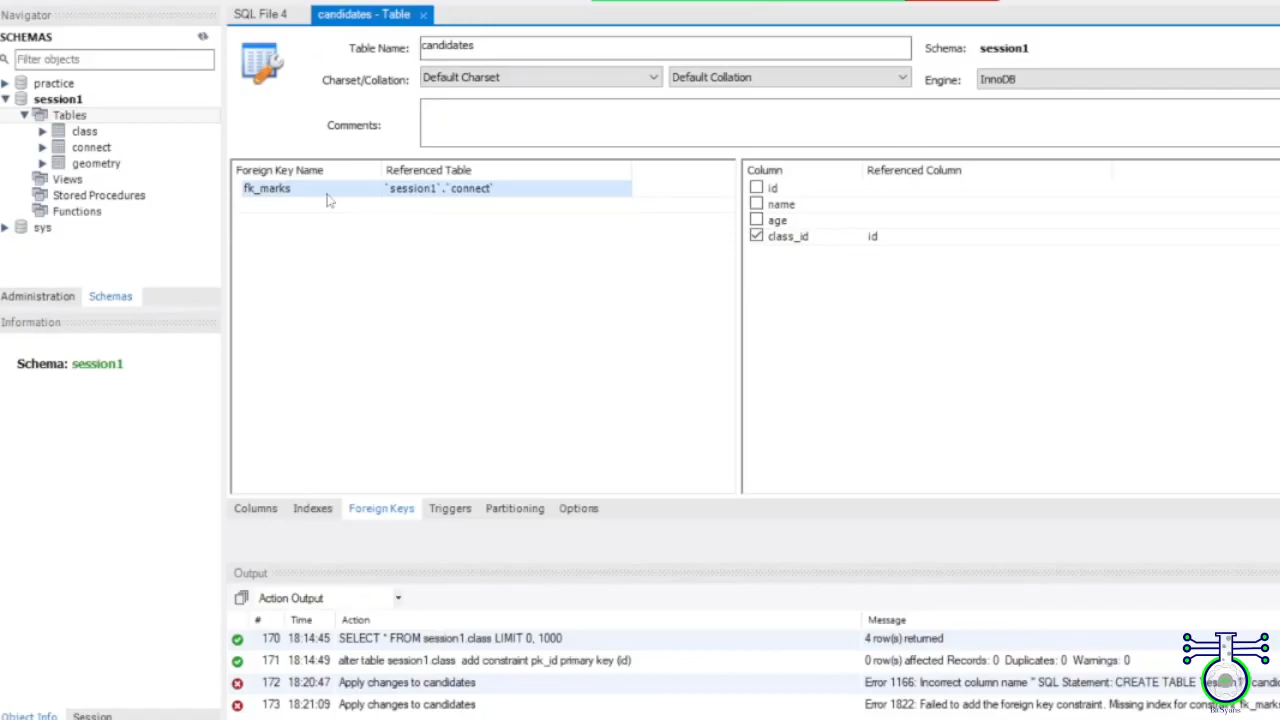 Navigator
SCHEMAS
Filter objects
practice
session1
Tables
class
connect
geometry
Views
Stored Procedures
Functions
sys
Administration Schemas
Information
Schema: session1
Object Info Session
SQL File 4 candidates - Table
Table Name: candidates Schema: session1
Charset/Collation: Default Charset Default Collation Engine: InnoDB
Comments:
Foreign Key Name Referenced Table
fk_marks `session1`.`connect`
Column Referenced Column
id
name
age
class_id id
Columns Indexes Foreign Keys Triggers Partitioning Options
Output
Action Output
# Time Action Message
170 18:14:45 SELECT * FROM session1.class LIMIT 0, 1000 4 row(s) returned
171 18:14:49 alter table session1.class add constraint pk_id primary key (id) 0 row(s) affected Records: 0 Duplicates: 0 Warnings: 0
172 18:20:47 Apply changes to candidates Error 1166: Incorrect column name '' SQL Statement: CREATE TABLE
173 18:21:09 Apply changes to candidates Error 1822: Failed to add the foreign key constraint. Missing index for